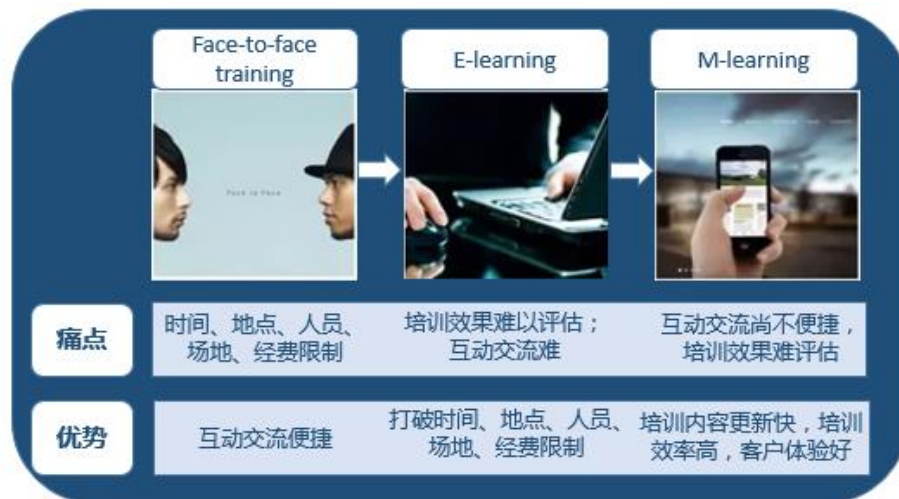 Face-to-face
training
E-learning
M-learning
Face to Face
痛点
时间、地点、人员、
场地、经费限制
培训效果难以评估；
互动交流难
互动交流尚不便捷，
培训效果难评估
优势
互动交流便捷
打破时间、地点、人员、
场地、经费限制
培训内容更新快，培训
效率高，客户体验好